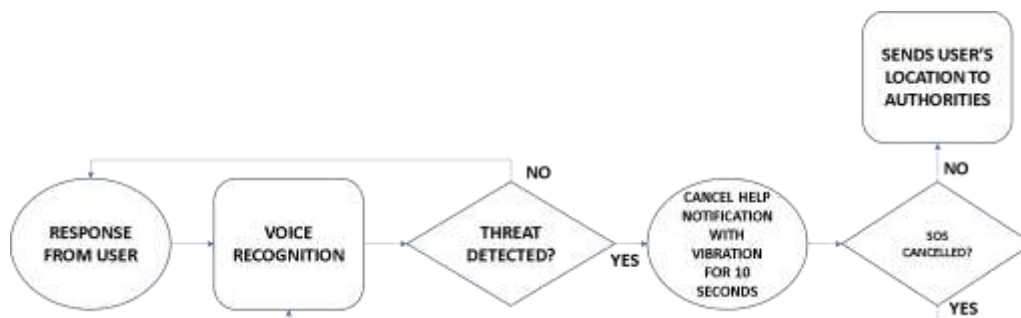 SENDS USER'S
LOCATION TO
AUTHORITIES
NO
NO
RESPONSE
FROM USER
VOICE
RECOGNITION
THREAT
DETECTED?
YES
CANCEL HELP
NOTIFICATION
WITH
VIBRATION
FOR 10
SECONDS
SOS
CANCELLED?
YES